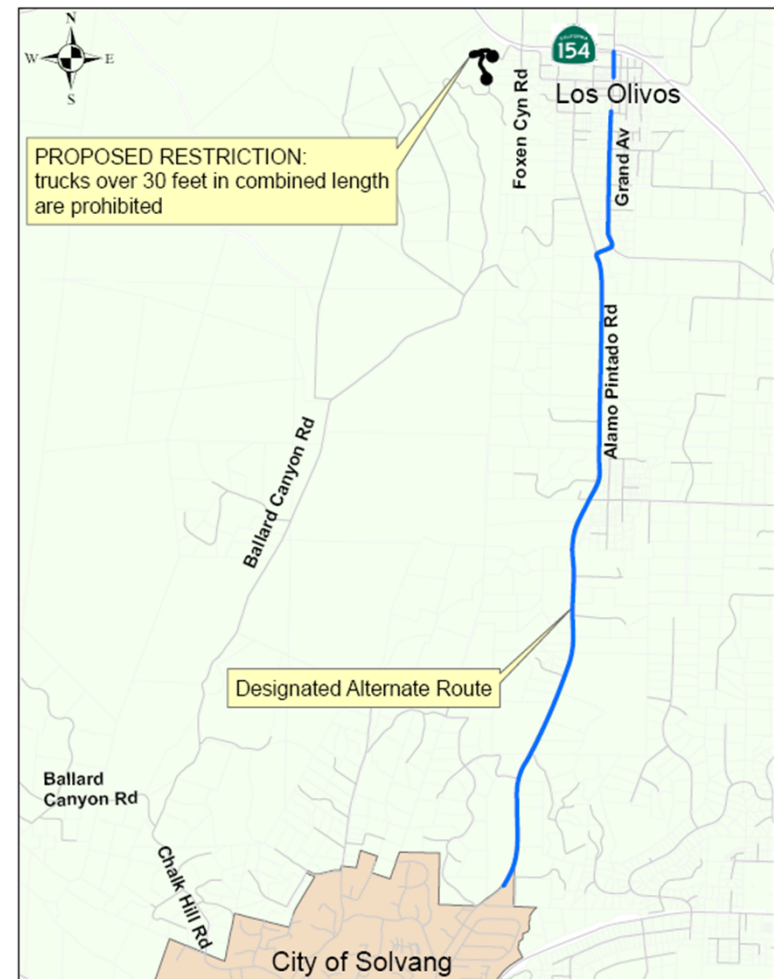 N
W
E
S
CALIFORNIA
154
Los Olivos
Foxen Cyn Rd
Grand Av
PROPOSED RESTRICTION:
trucks over 30 feet in combined length
are prohibited
Alamo Pintado Rd
Ballard Canyon Rd
Designated Alternate Route
Ballard
Canyon Rd
Chalk Hill Rd
City of Solvang